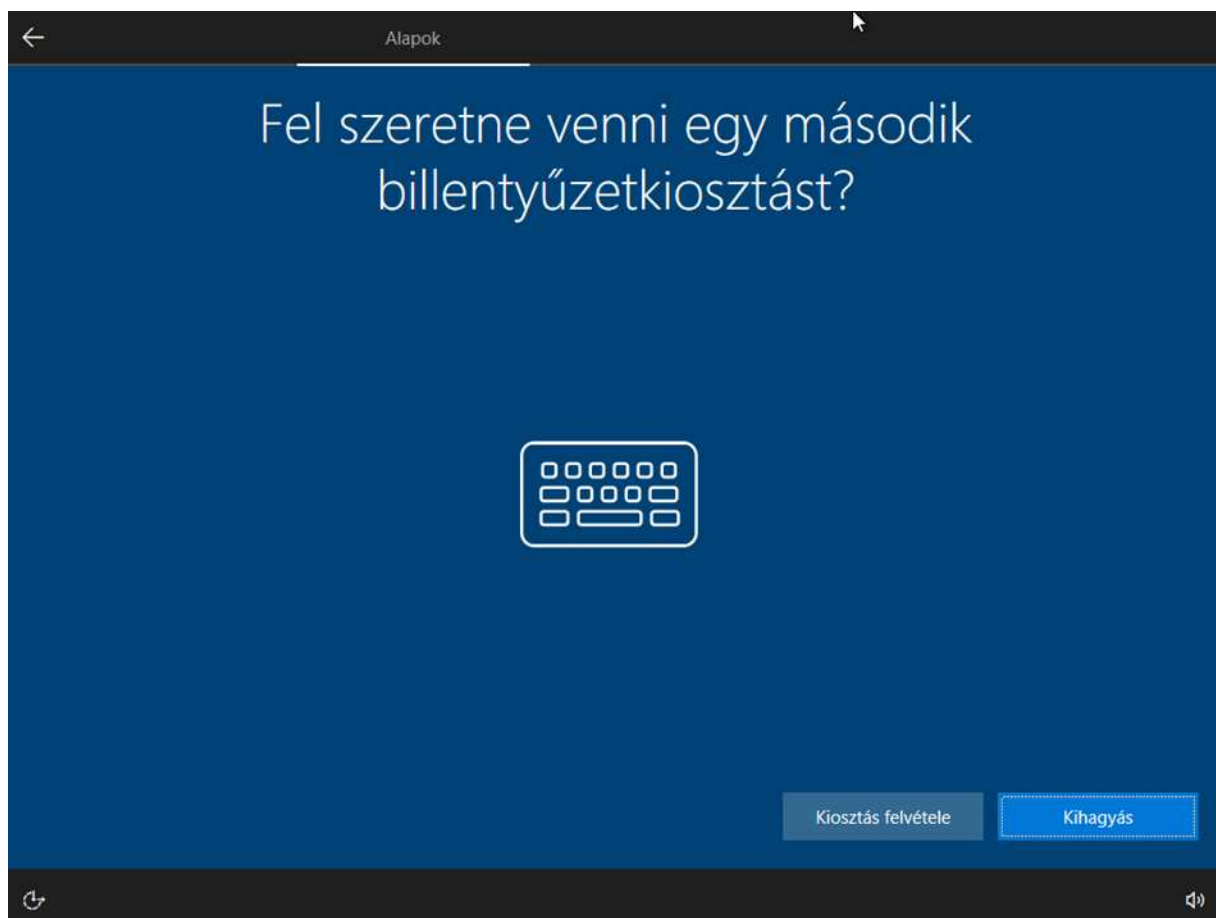 Alapok
Fel szeretne venni egy második
billentyűzetkiosztást?
Kiosztás felvétele
Kihagyás